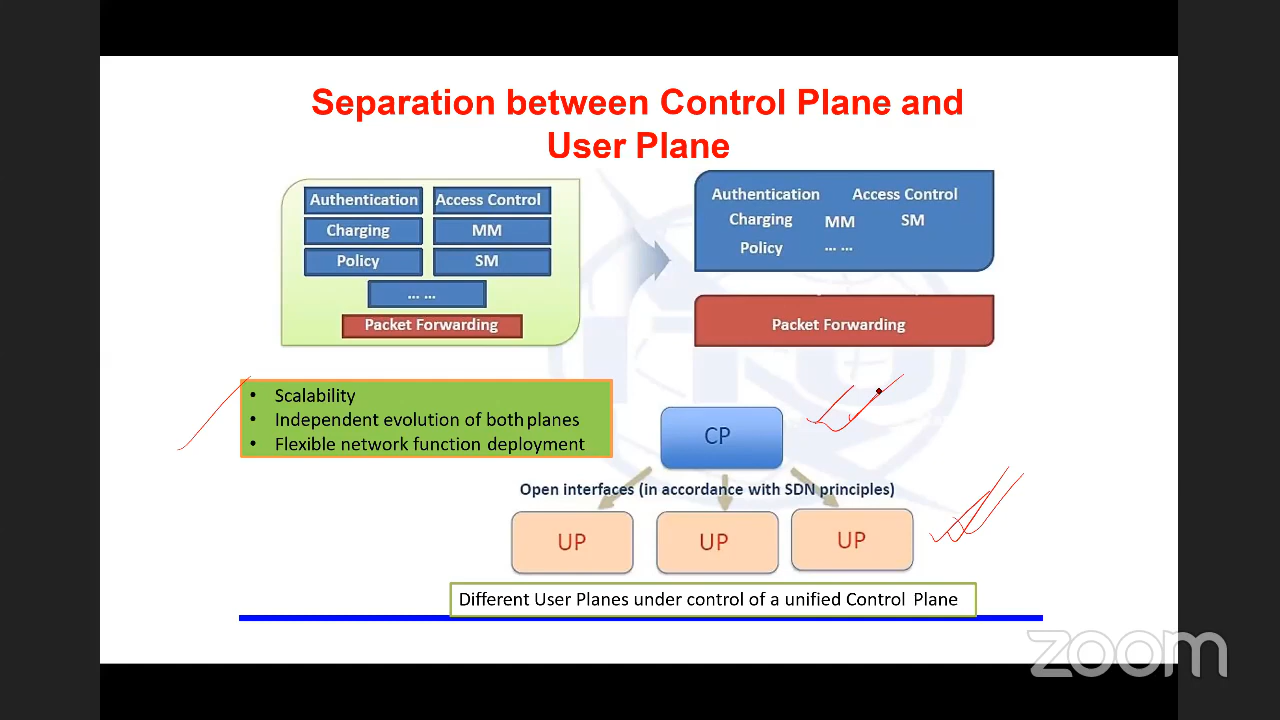 Separation between Control Plane and
User Plane
Authentication
Access Control
Charging
MM
Policy
SM
... ...
Packet Forwarding
Authentication
Access Control
Charging
MM
SM
Policy
... ...
Packet Forwarding
• Scalability
• Independent evolution of both planes
• Flexible network function deployment
CP
Open interfaces (in accordance with SDN principles)
UP
UP
UP
Different User Planes under control of a unified Control Plane
zoom